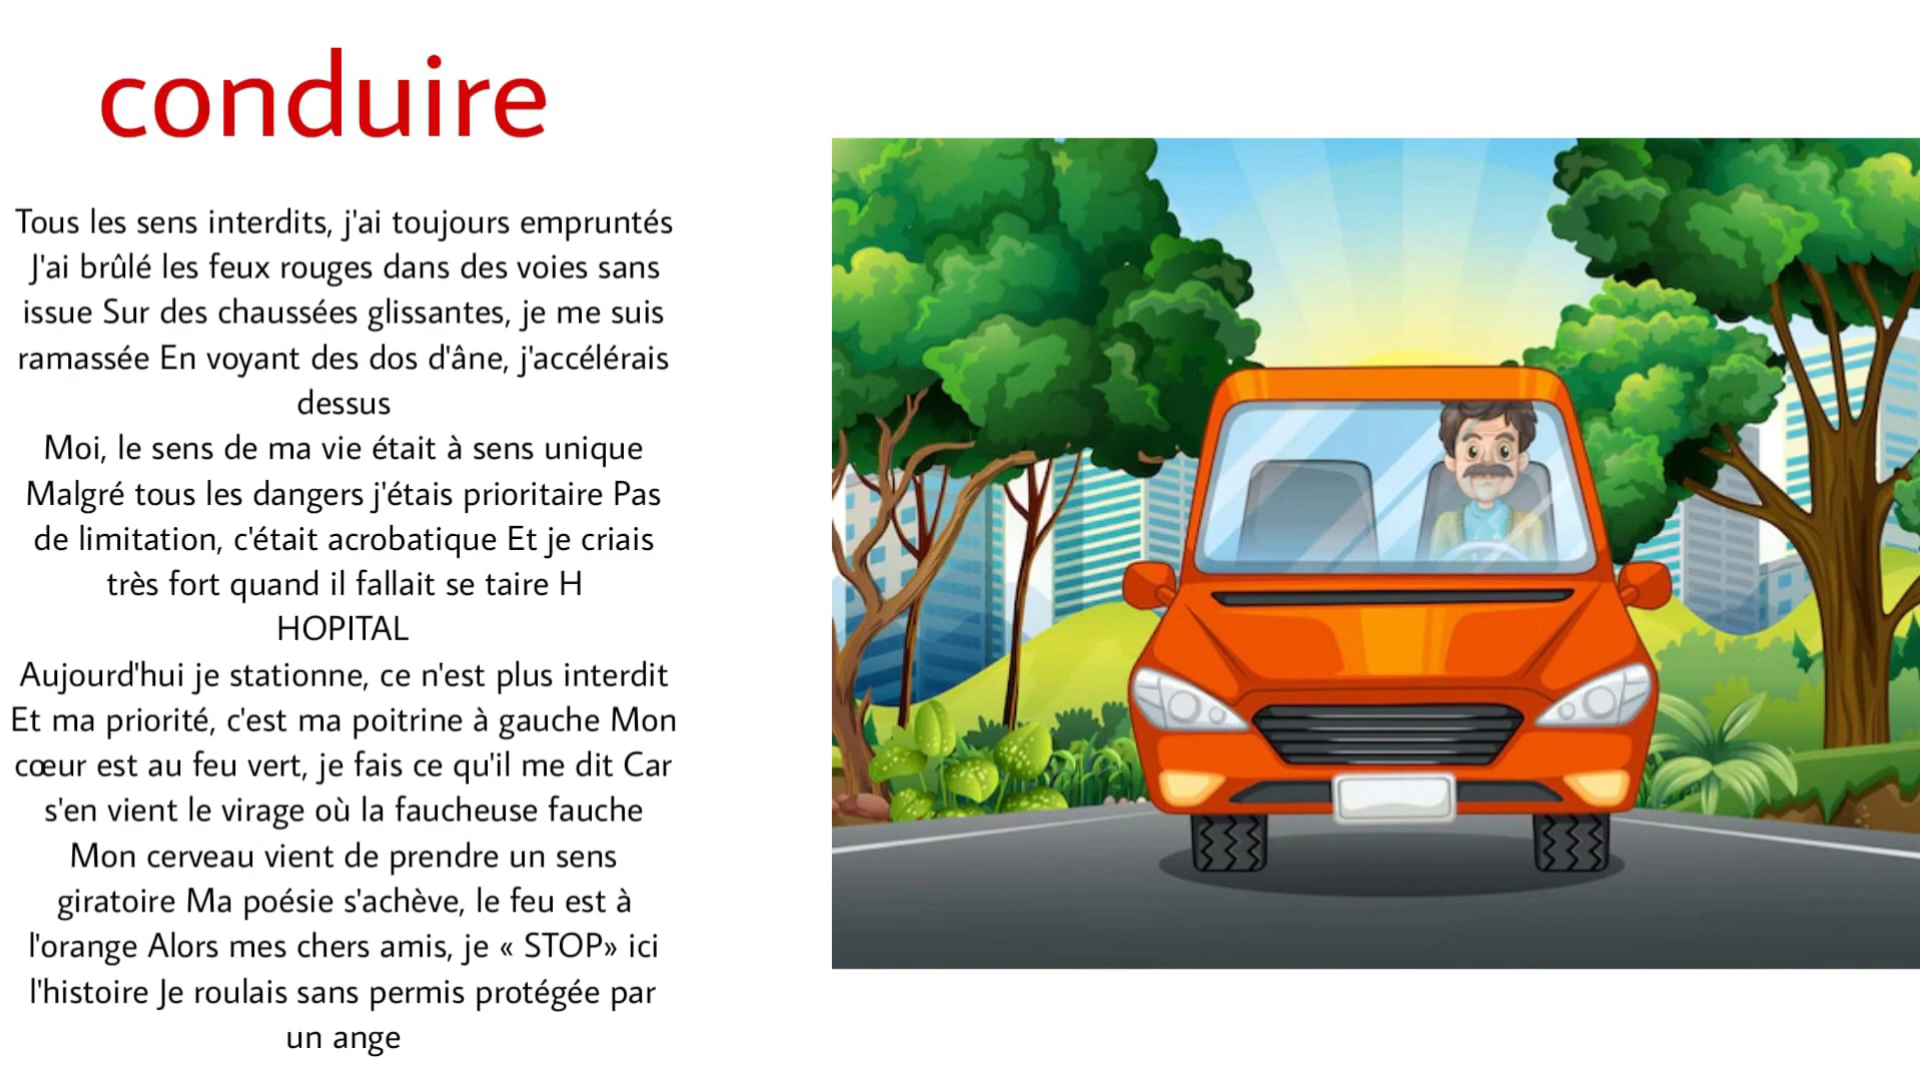 conduire
Tous les sens interdits, j'ai toujours empruntés
J'ai brûlé les feux rouges dans des voies sans
issue Sur des chaussées glissantes, je me suis
ramassée En voyant des dos d'âne, j'accélérais
dessus
Moi, le sens de ma vie était à sens unique
Malgré tous les dangers j'étais prioritaire Pas
de limitation, c'était acrobatique Et je criais
très fort quand il fallait se taire H
HOPITAL
Aujourd'hui je stationne, ce n'est plus interdit
Et ma priorité, c'est ma poitrine à gauche Mon
cœur est au feu vert, je fais ce qu'il me dit Car
s'en vient le virage où la faucheuse fauche
Mon cerveau vient de prendre un sens
giratoire Ma poésie s'achève, le feu est à
l'orange Alors mes chers amis, je « STOP» ici
l'histoire Je roulais sans permis protégée par
un ange